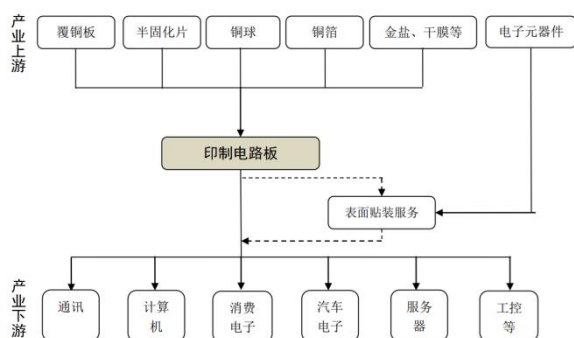 产业上游
覆铜板
半固化片
铜球
铜箔
金盐、干膜等
电子元器件
印制电路板
表面贴装服务
产业下游
通讯
计算
机
消费
电子
汽车
电子
服务
器
工控
等